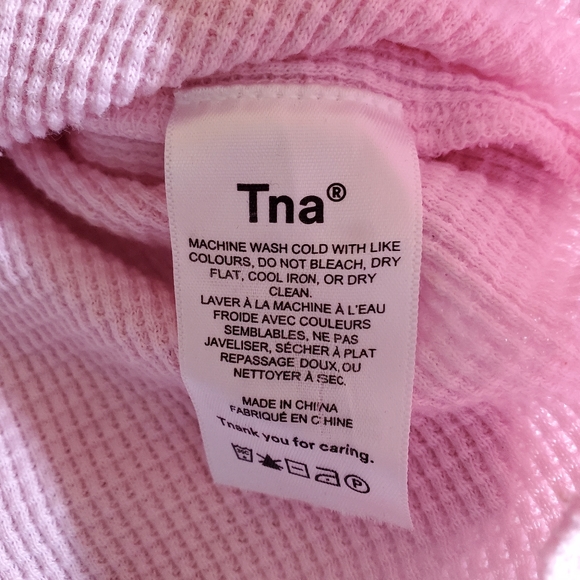 Tna®
MACHINE WASH COLD WITH LIKE
COLOURS, DO NOT BLEACH, DRY
FLAT, COOL IRON, OR DRY
CLEAN.
LAVER À LA MACHINE À L'EAU
FROIDE AVEC COULEURS
SEMBLABLES, NE PAS
JAVELISER, SÉCHER À PLAT
REPASSAGE DOUX, OU
NETTOYER À SEC.
MADE IN CHINA
FABRIQUÉ EN CHINE
Thank you for caring.
P